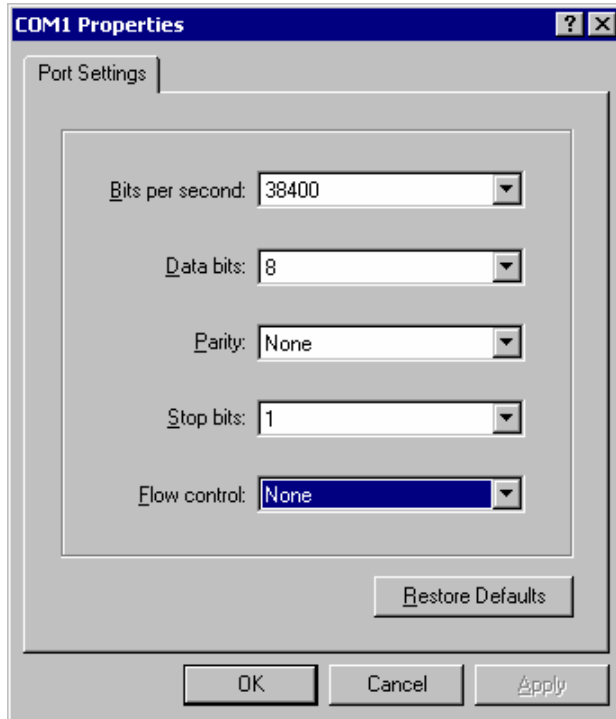 COM1 Properties
Port Settings
Bits per second: 38400
Data bits: 8
Parity: None
Stop bits: 1
Flow control: None
Restore Defaults
OK Cancel Apply